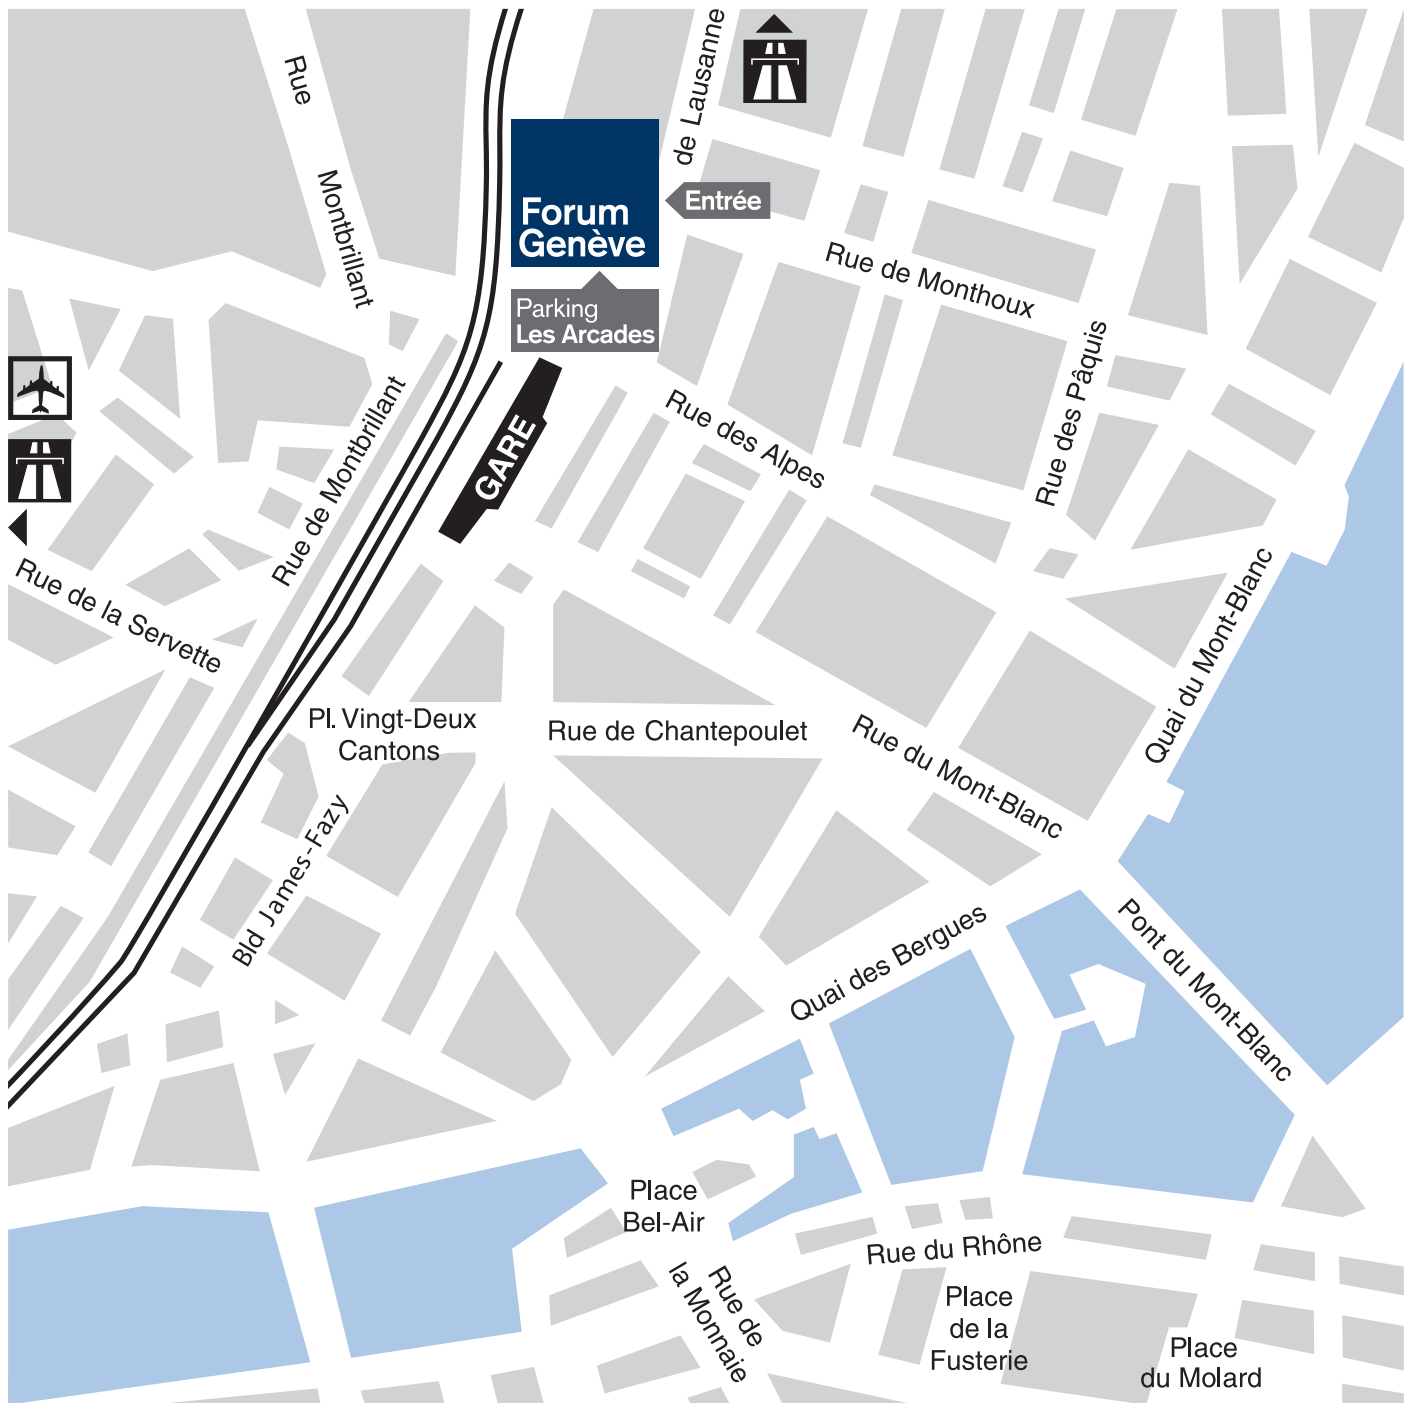 Rue
Montbrillant
de Lausanne
Forum
Genève
Entrée
Parking
Les Arcades
Rue de Monthoux
Rue des Pâquis
Rue des Alpes
GARE
Rue de Montbrillant
Rue de la Servette
Quai du Mont-Blanc
Pl. Vingt-Deux
Cantons
Rue de Chantepoulet
Rue du Mont-Blanc
Bld James-Fazy
Quai des Bergues
Pont du Mont-Blanc
Place
Bel-Air
Rue du Rhône
Rue de
la Monnaie
Place
de la
Fusterie
Place
du Molard